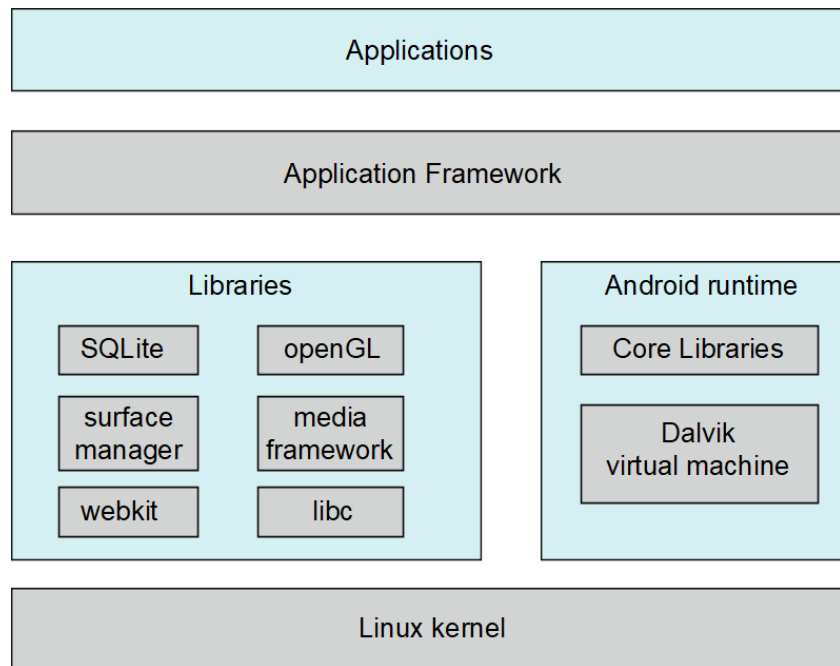 Applications
Application Framework
Libraries
SQLite
openGL
surface
manager
media
framework
webkit
libc
Android runtime
Core Libraries
Dalvik
virtual machine
Linux kernel